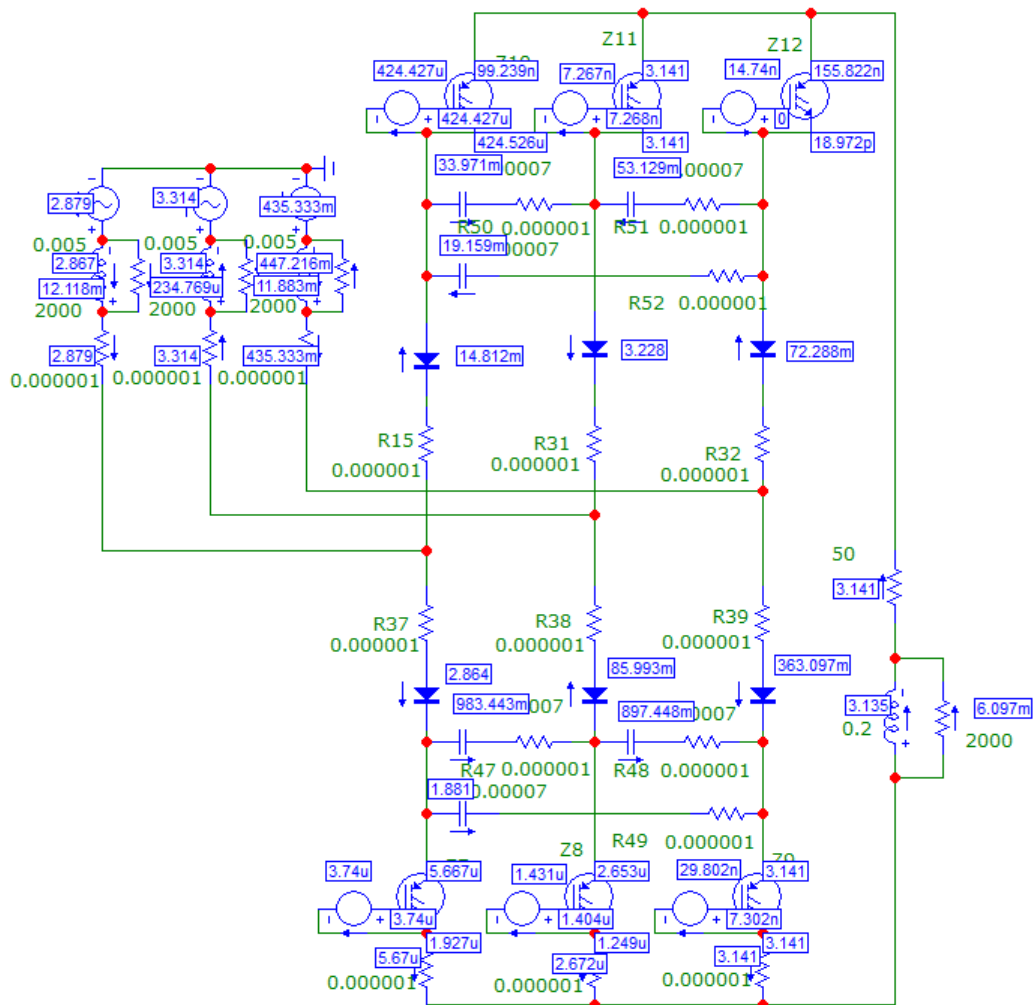 Z11
Z12
424.427u
99.239n
7.267n
3.141
14.74n
155.822n
424.427u
7.268n
0
424.526u
3.141
18.972p
33.971m
0007
53.129m
.00007
2.879
3.314
435.333m
R50
0.000001
R51
0.000001
0.005
0.005
0.005
19.159m
00007
2.867
3.314
447.216m
12.118m
234.769u
11.883m
R52
0.000001
2000
2000
2000
2.879
3.314
435.333m
14.812m
3.228
72.288m
0.000001
0.000001
0.000001
R15
R31
R32
0.000001
0.000001
0.000001
50
3.141
R37
R38
R39
0.000001
0.000001
0.000001
2.864
85.993m
363.097m
983.443m
007
897.448m
0007
3.135
6.097m
0.2
2000
R47
0.000001
R48
0.000001
1.881
0.00007
R49
0.000001
Z8
3.74u
5.667u
1.431u
2.653u
29.802n
3.141
3.74u
1.404u
7.302n
1.927u
1.249u
3.141
5.67u
2.672u
3.141
0.000001
0.000001
0.000001